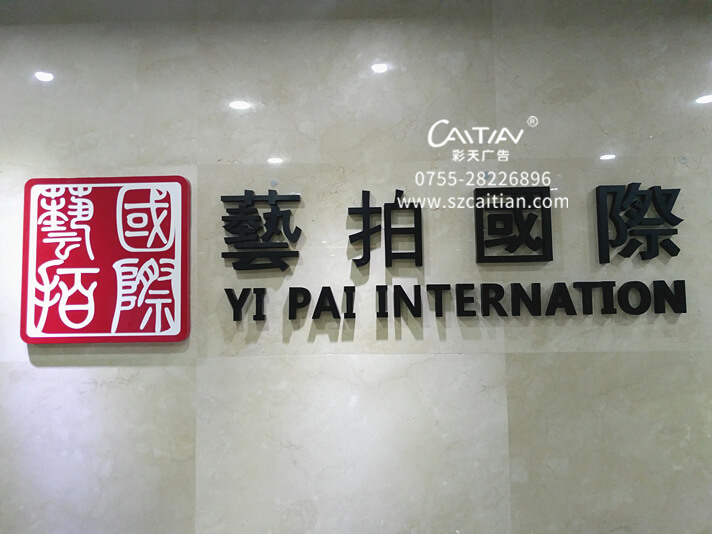 CAITIAN®
彩天广告
0755-28226896
www.szcaitian.com
藝國
拍際
藝拍國際
YI PAI INTERNATION